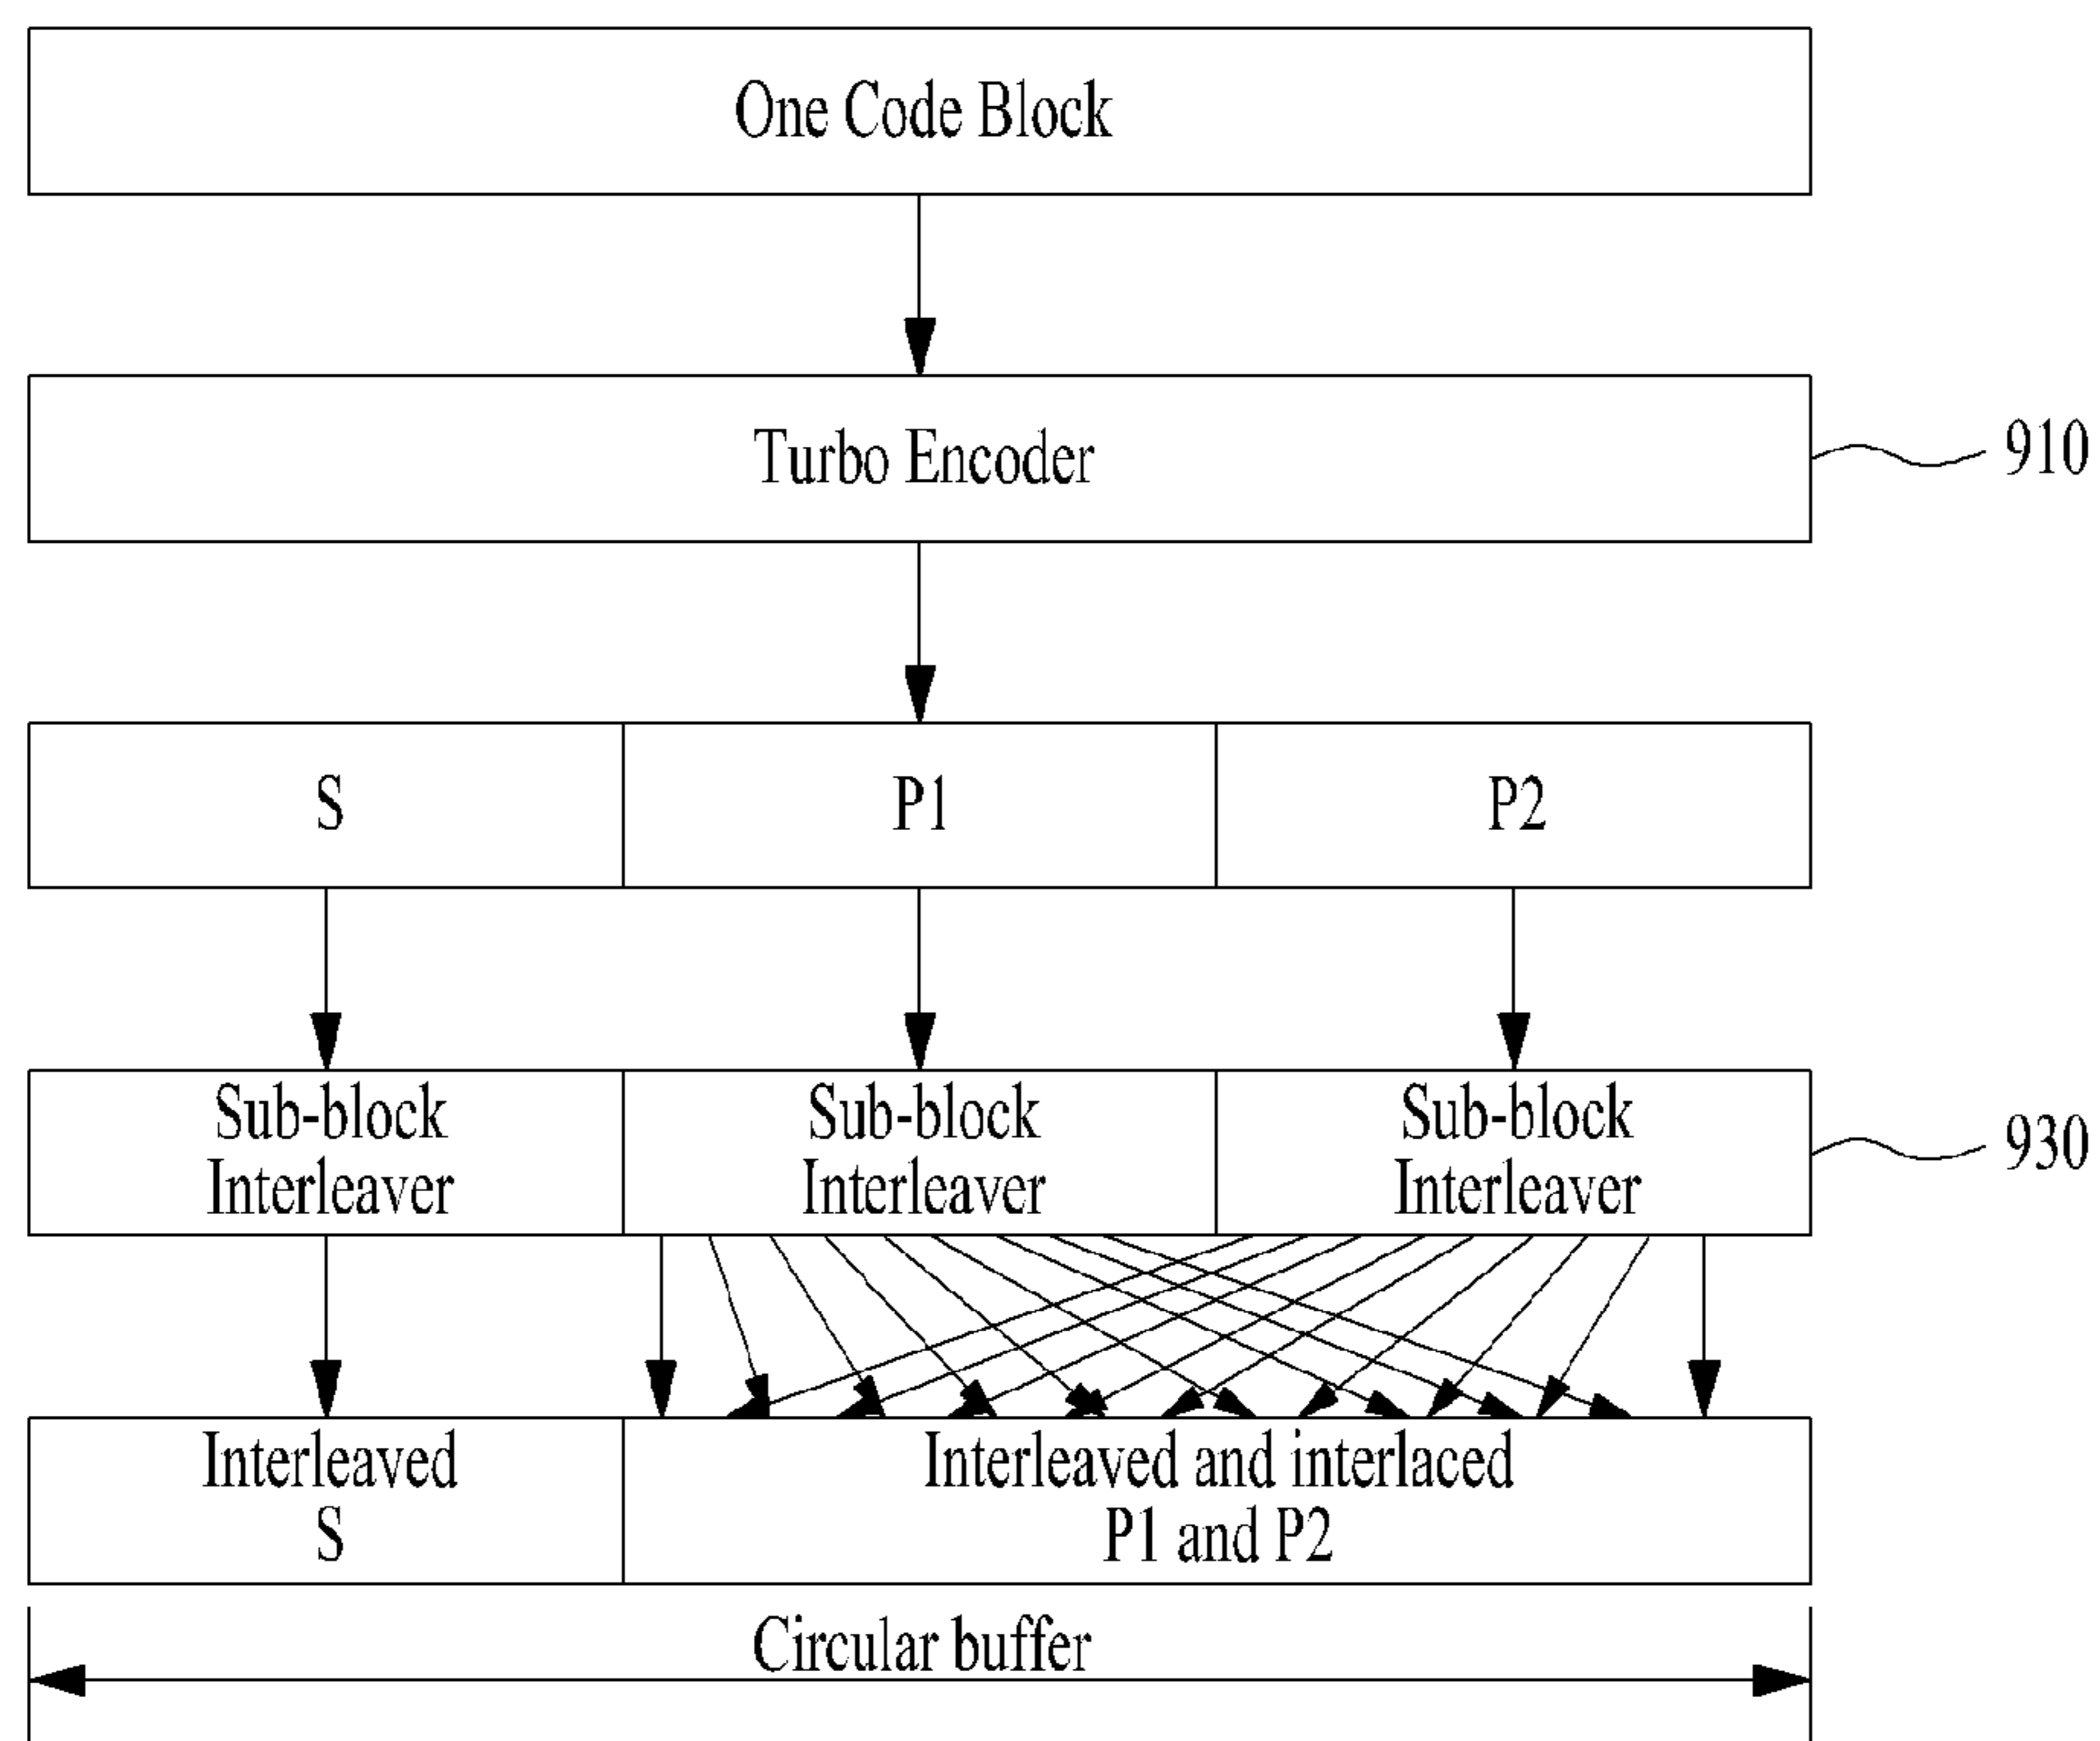 One Code Block
Turbo Encoder
910
S
P1
P2
Sub-block
Interleaver
Sub-block
Interleaver
Sub-block
Interleaver
930
Interleaved
S
Interleaved and interlaced
P1 and P2
Circular buffer